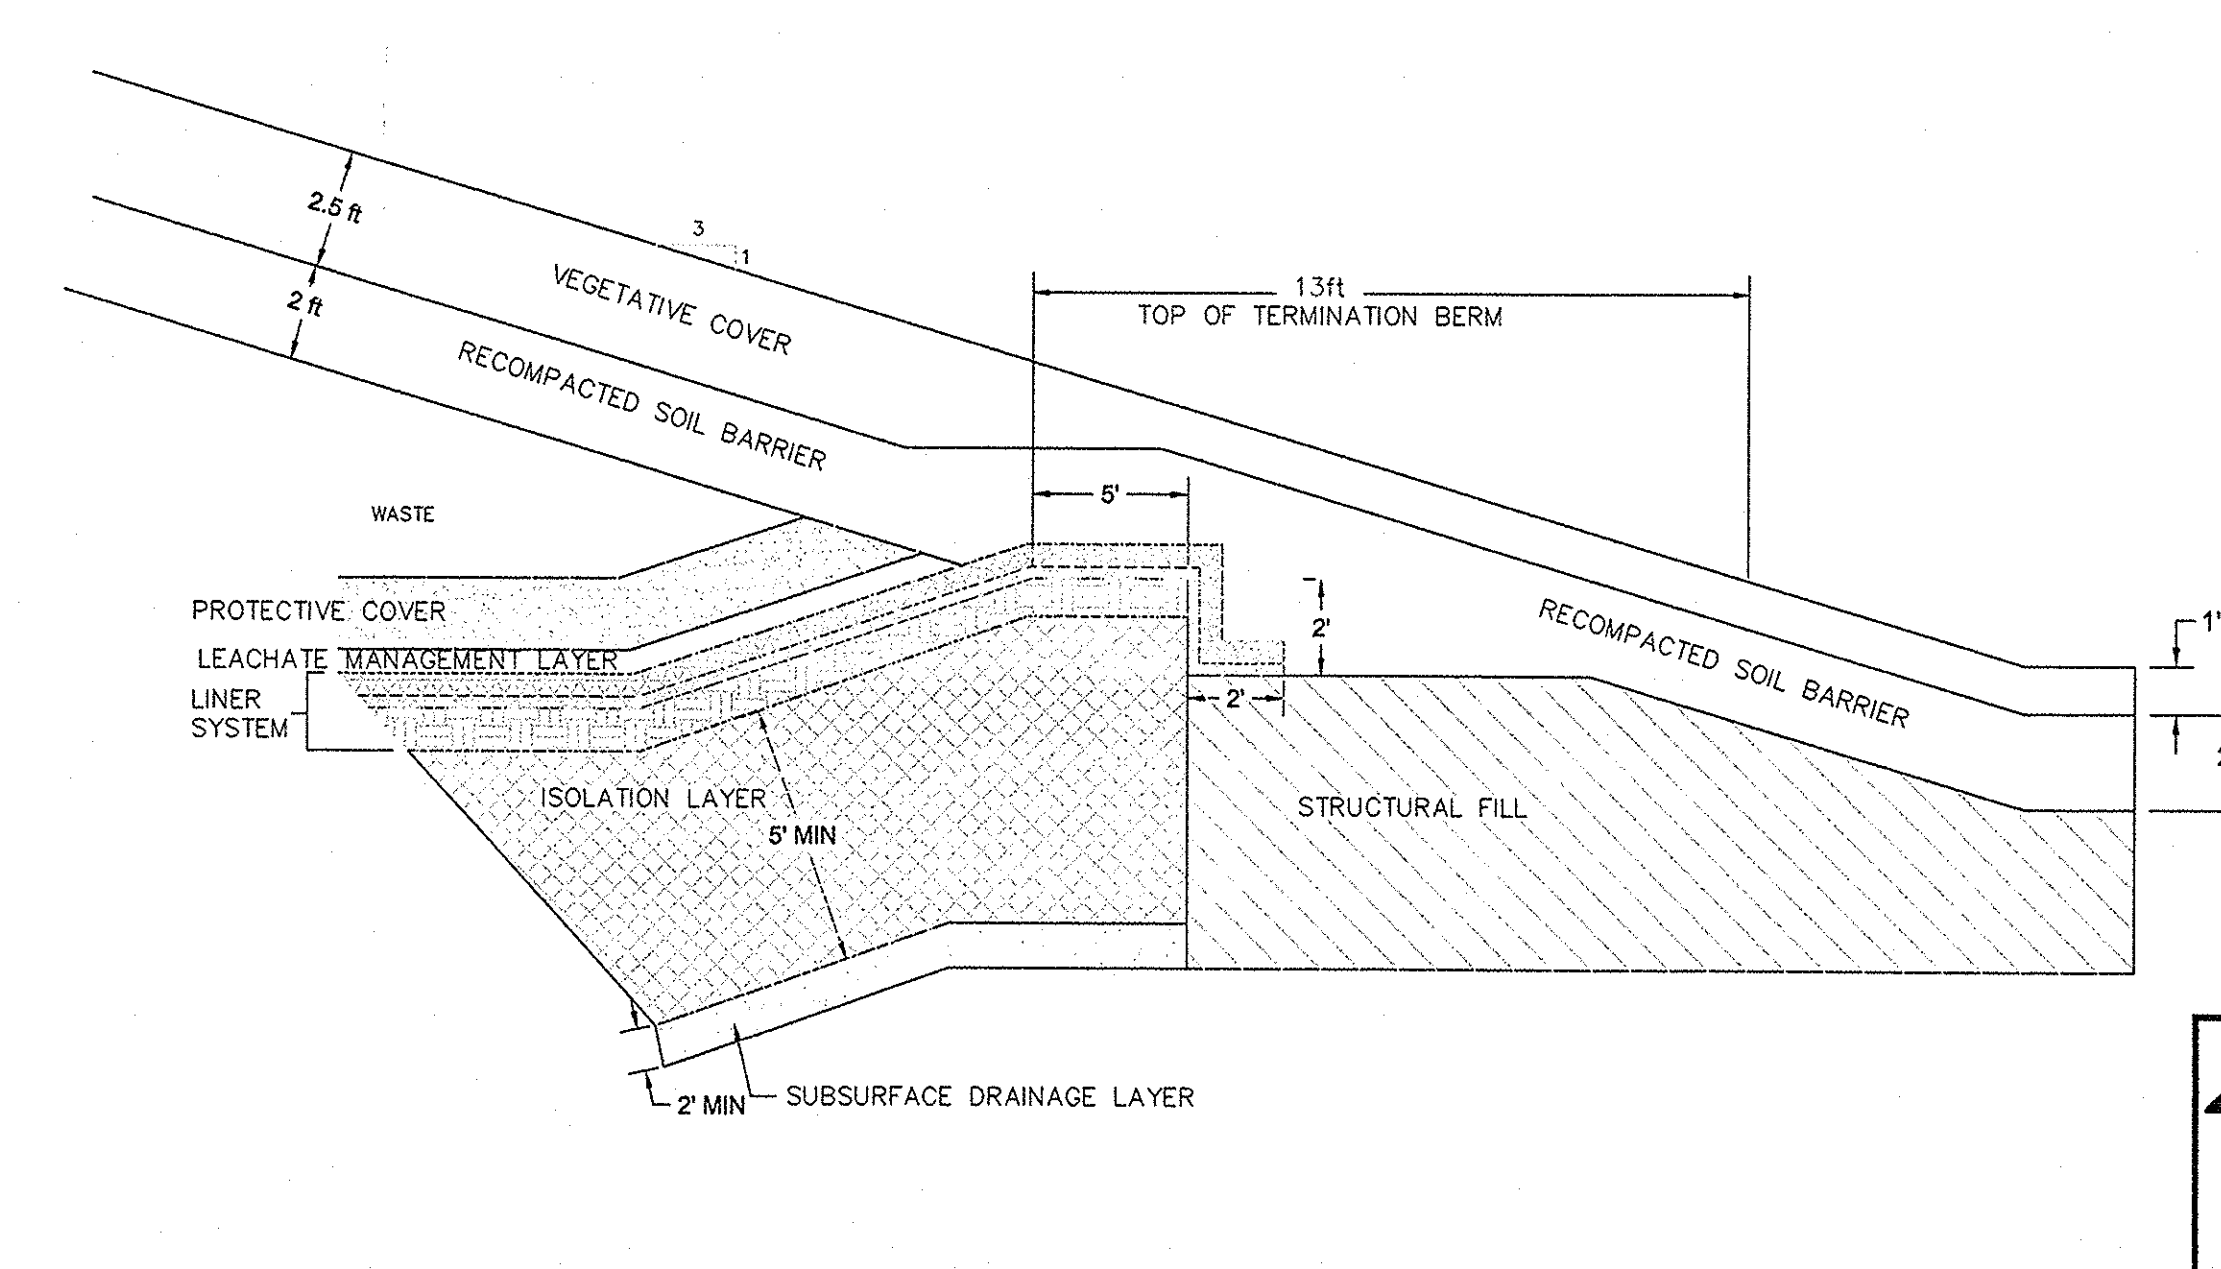 2.5 ft
3
1
VEGETATIVE COVER
13ft
TOP OF TERMINATION BERM
2 ft
RECOMPACTED SOIL BARRIER
5'
WASTE
PROTECTIVE COVER
2'
RECOMPACTED SOIL BARRIER
1'
LEACHATE MANAGEMENT LAYER
LINER
SYSTEM
2'
ISOLATION LAYER
STRUCTURAL FILL
5' MIN
SUBSURFACE DRAINAGE LAYER
2' MIN